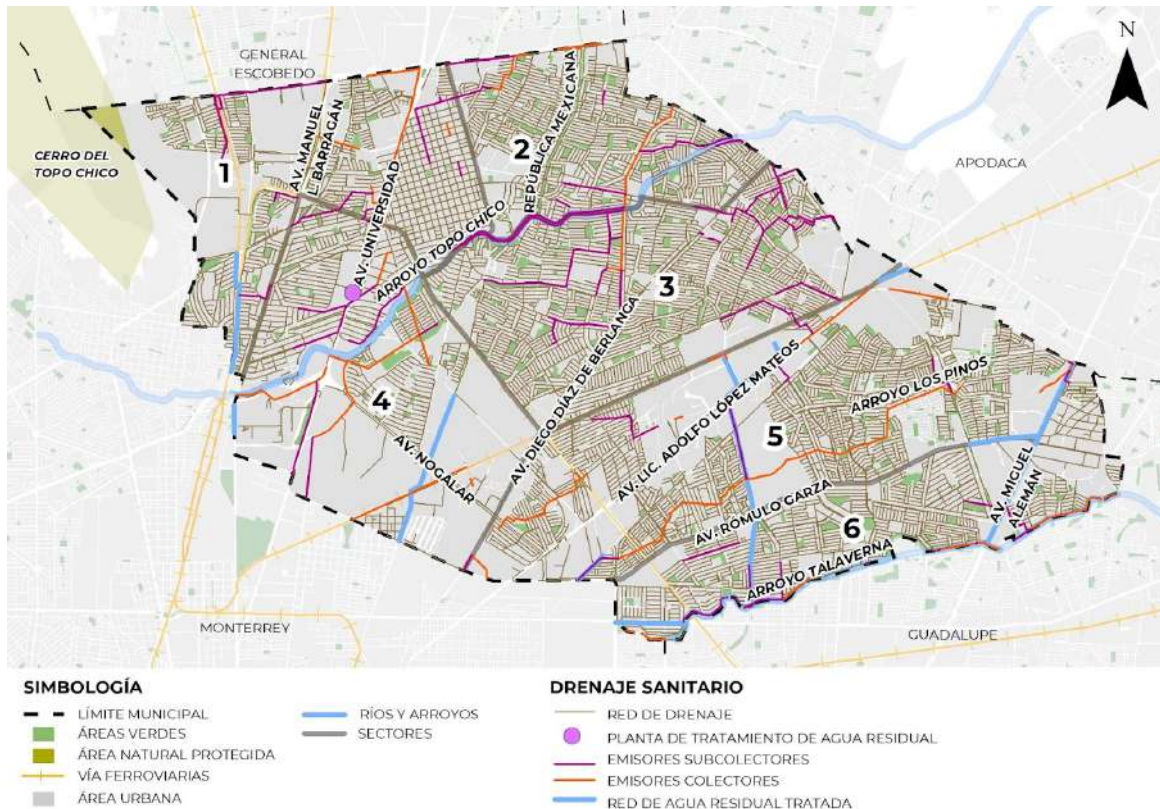 GENERAL
ESCOBEDO
N
CERRO DEL
TOPO CHICO
1
AV. MANUEL
L. BARRAGÁN
AV. UNIVERSIDAD
2
REPÚBLICA MEXICANA
APODACA
ARROYO TOPO CHICO
3
4
AV. NOGALAR
AV. DIEGO DÍAZ DE BERLANGA
AV. LIC. ADOLFO LÓPEZ MATEOS
5
ARROYO LOS PINOS
AV. RÓMULO GARZA
6
AV. MIGUEL
ALEMÁN
ARROYO TALAVERNA
MONTERREY
GUADALUPE
SIMBOLOGÍA
LÍMITE MUNICIPAL
ÁREAS VERDES
ÁREA NATURAL PROTEGIDA
VÍA FERROVIARIAS
ÁREA URBANA
RÍOS Y ARROYOS
SECTORES
DRENAJE SANITARIO
RED DE DRENAJE
PLANTA DE TRATAMIENTO DE AGUA RESIDUAL
EMISORES SUBCOLECTORES
EMISORES COLECTORES
RED DE AGUA RESIDUAL TRATADA